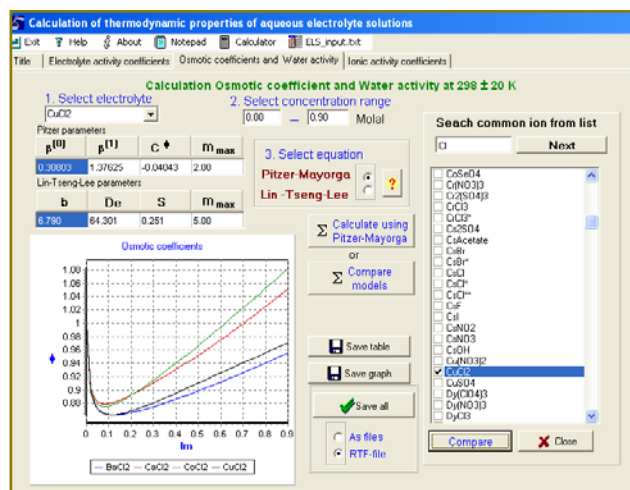 Calculation of thermodynamic properties of aqueous electrolyte solutions
Exit Help About Notepad Calculator ELS_input.txt
Title Electrolyte activity coefficients Osmotic coefficients and Water activity Ionic activity coefficients
Calculation Osmotic coefficient and Water activity at 298 ± 20 K
1. Select electrolyte
CuCl2
2. Select concentration range
0.00 – 0.90 Molal
Pitzer parameters
β[0] β[1] C ϕ m max
0.30803 1.37625 -0.04043 2.00
Lin-Tseng-Lee parameters
b De S m max
6.790 64.301 0.251 5.00
3. Select equation
Pitzer-Mayorga
Lin -Tseng-Lee
?
Σ Calculate using Pitzer-Mayorga
or
Σ Compare models
Save table
Save graph
Save all
As files
RTF-file
Osmotic coefficients
1.08
1.06
1.04
1.02
1
0.98
0.96
0.94
0.92
0.9
0.88
0 0.1 0.2 0.3 0.4 0.5 0.6 0.7 0.8 0.9
Im
BaCl2 CaCl2 CoCl2 CuCl2
Seach common ion from list
Cl Next
CoSeO4
Cr(NO3)3
Cr2(SO4)3
CrCl3
CrCl3*
Cs2SO4
CsAcetate
CsBr
CsBr*
CsCl
CsCl*
CsCl**
CsF
CsI
CsNO2
CsNO3
CsOH
Cu(NO3)2
CuCl2
CuSO4
Dy(ClO4)3
Dy(NO3)3
DyCl3
Compare Close